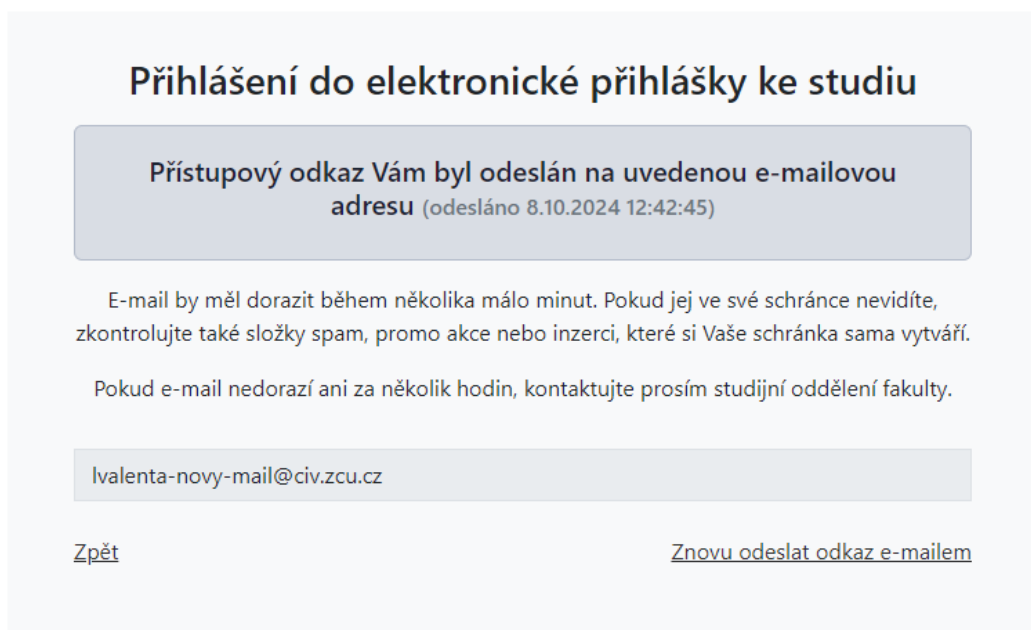 Přihlášení do elektronické přihlášky ke studiu
Přístupový odkaz Vám byl odeslán na uvedenou e-mailovou
adresu (odesláno 8.10.2024 12:42:45)
E-mail by měl dorazit během několika málo minut. Pokud jej ve své schránce nevidíte,
zkontrolujte také složky spam, promo akce nebo inzerci, které si Vaše schránka sama vytváří.
Pokud e-mail nedorazí ani za několik hodin, kontaktujte prosím studijní oddělení fakulty.
lvalenta-novy-mail@civ.zcu.cz
Zpět
Znovu odeslat odkaz e-mailem